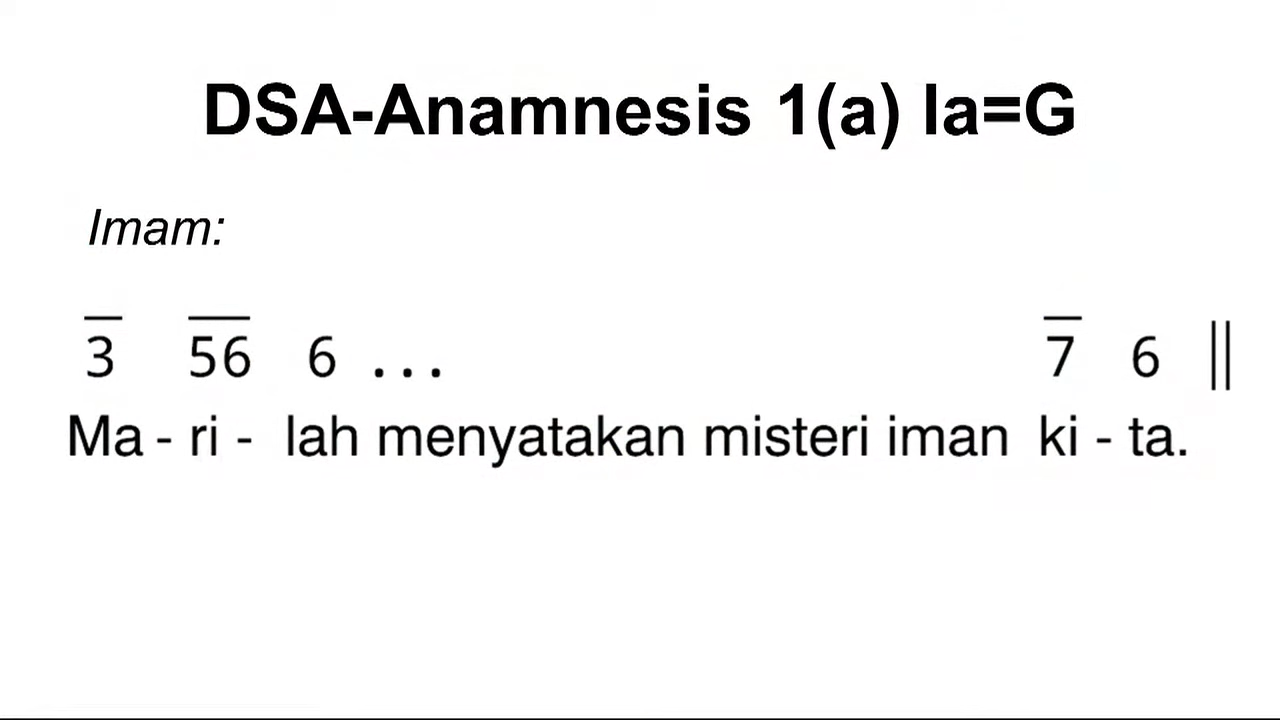 DSA-Anamnesis 1(a) la=G
Imam:
3 56 6 ... 7 6 ||
Ma - ri - lah menyatakan misteri iman ki - ta.